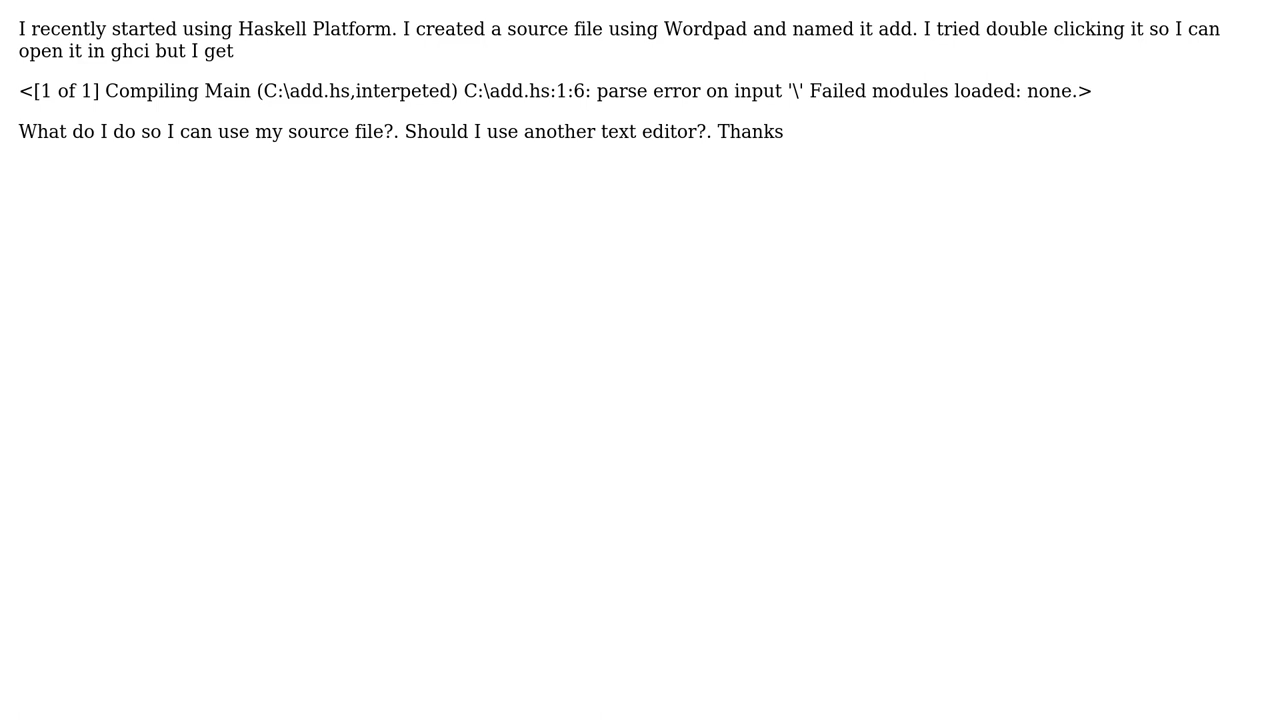 I recently started using Haskell Platform. I created a source file using Wordpad and named it add. I tried double clicking it so I can
open it in ghci but I get
<[1 of 1] Compiling Main (C:\add.hs,interpeted) C:\add.hs:1:6: parse error on input '\' Failed modules loaded: none.>
What do I do so I can use my source file?. Should I use another text editor?. Thanks